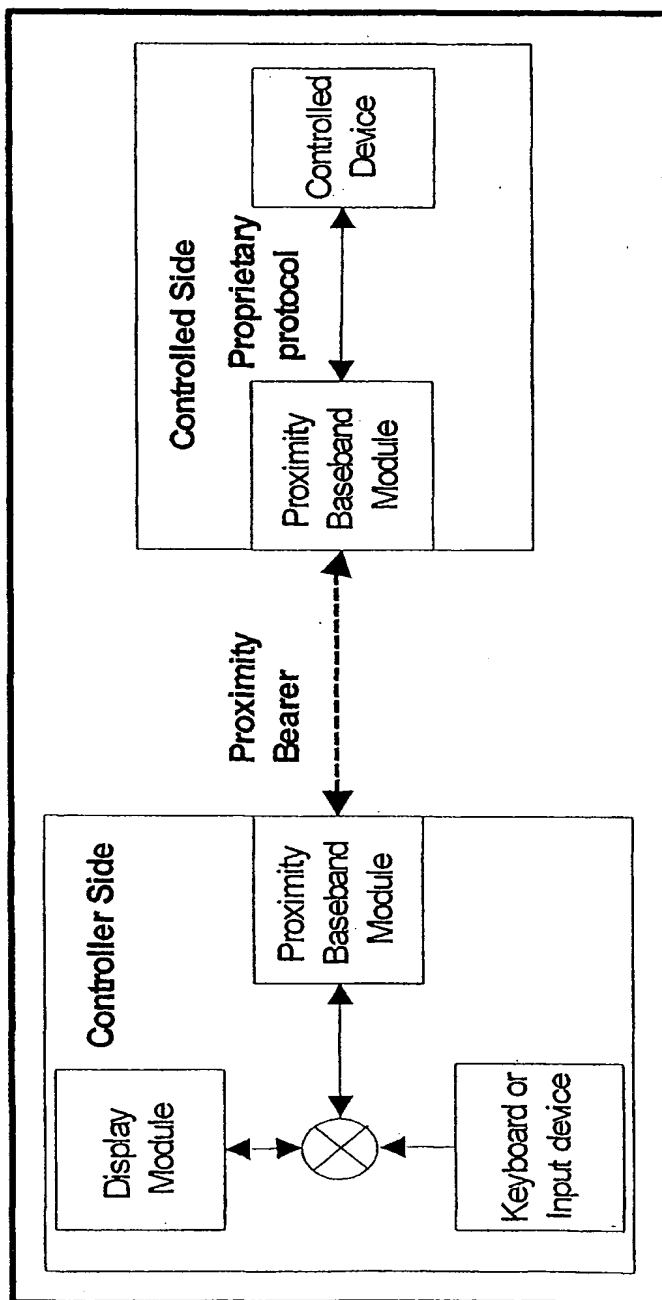 Controller Side
Display
Module
Keyboard or
Input device
Proximity
Baseband
Module
Proximity
Bearer
Controlled Side
Proximity
Baseband
Module
Proprietary
protocol
Controlled
Device